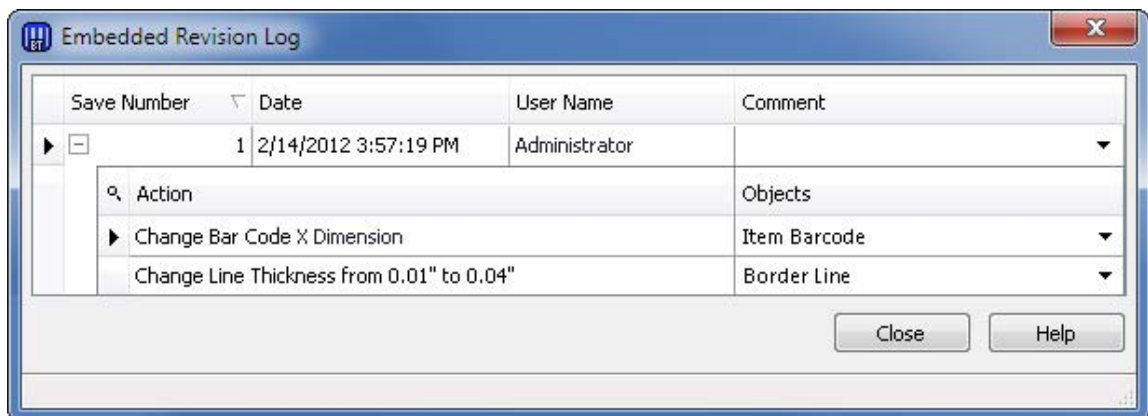 BT Embedded Revision Log
Save Number Date User Name Comment
1 2/14/2012 3:57:19 PM Administrator
Action Objects
Change Bar Code X Dimension Item Barcode
Change Line Thickness from 0.01" to 0.04" Border Line
Close Help